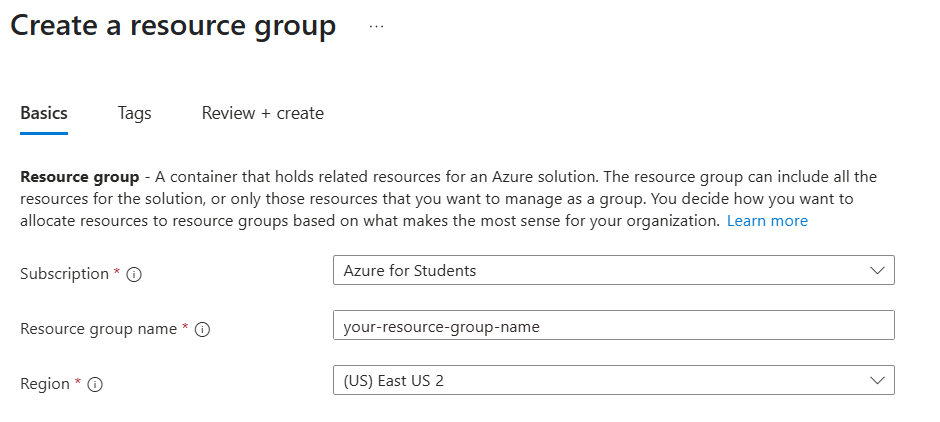 Create a resource group ...
Basics Tags Review + create
Resource group - A container that holds related resources for an Azure solution. The resource group can include all the
resources for the solution, or only those resources that you want to manage as a group. You decide how you want to
allocate resources to resource groups based on what makes the most sense for your organization. Learn more
Subscription * Azure for Students
Resource group name * your-resource-group-name
Region * (US) East US 2